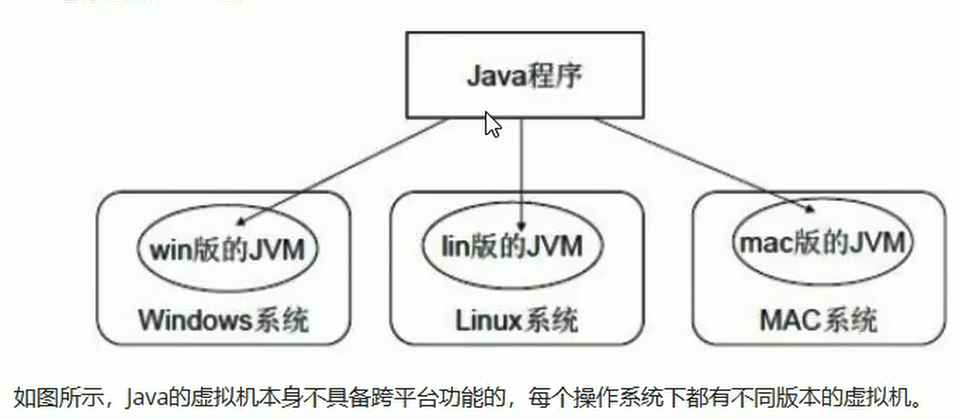 Java程序
win版的JVM
lin版的JVM
mac版的JVM
Windows系统
Linux系统
MAC系统
如图所示，Java的虚拟机本身不具备跨平台功能的，每个操作系统下都有不同版本的虚拟机。